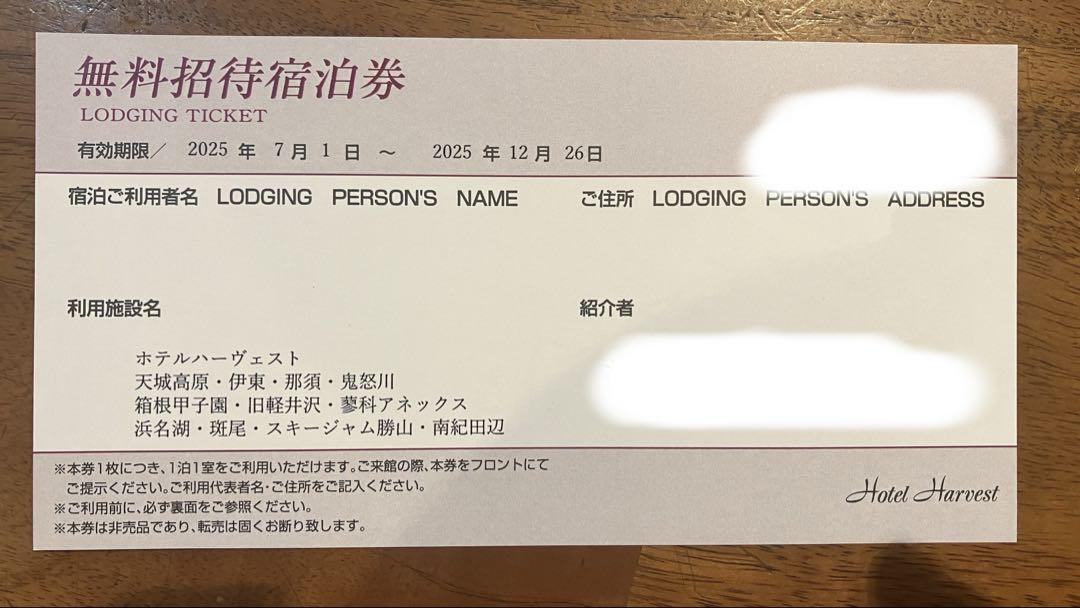 無料招待宿泊券
LODGING TICKET
有効期限／ 2025 年 7 月 1 日 ～ 2025 年 12 月 26日
宿泊ご利用者名 LODGING PERSON'S NAME
ご住所 LODGING PERSON'S ADDRESS
利用施設名
紹介者
ホテルハーヴェスト
天城高原・伊東・那須・鬼怒川
箱根甲子園・旧軽井沢・蓼科アネックス
浜名湖・斑尾・スキージャム勝山・南紀田辺
※本券1枚につき、1泊1室をご利用いただけます。ご来館の際、本券をフロントにて
ご提示ください。ご利用代表者名・ご住所をご記入ください。
※ご利用前に、必ず裏面をご参照ください。
※本券は非売品であり、転売は固くお断り致します。
Hotel Harvest